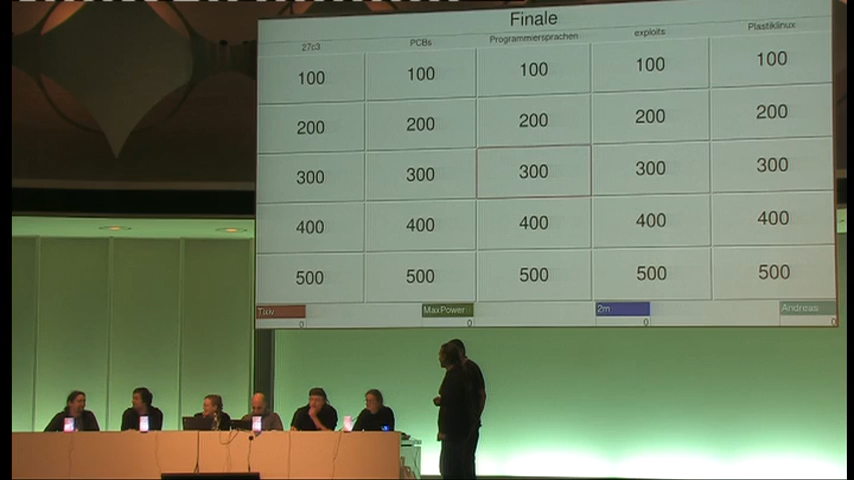 Finale
27c3 PCBs Programmiersprachen exploits Plastiklinux
100 100 100 100 100
200 200 200 200 200
300 300 300 300 300
400 400 400 400 400
500 500 500 500 500
Tixiv MaxPower 2m Andreas
0 0 0 0